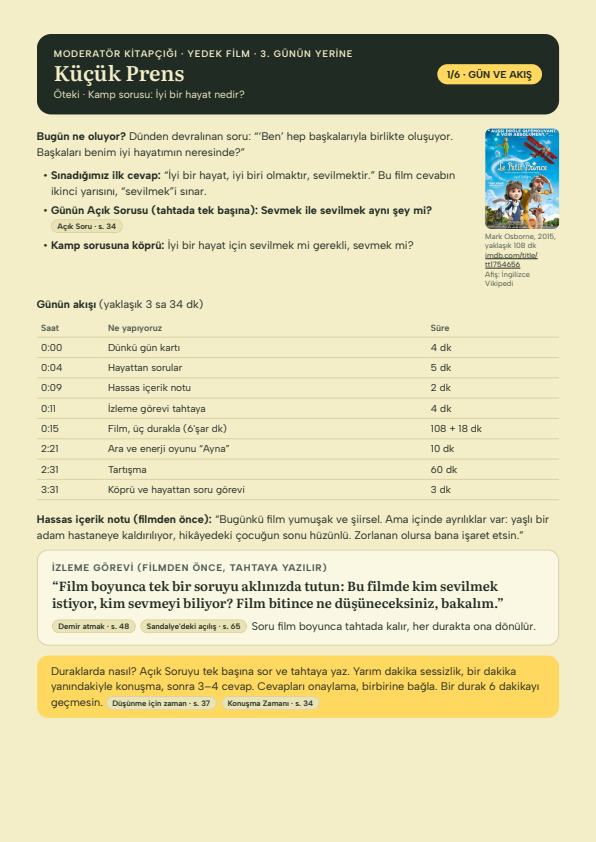 MODERATÖR KİTAPÇIĞI · YEDEK FİLM · 3. GÜNÜN YERİNE
Küçük Prens
Öteki · Kamp sorusu: İyi bir hayat nedir?
1/6 · GÜN VE AKIŞ
Bugün ne oluyor? Dünden devralınan soru: “‘Ben’ hep başkalarıyla birlikte oluşuyor.
Başkaları benim iyi hayatımın neresinde?”
• Sınadığımız ilk cevap: “İyi bir hayat, iyi biri olmaktır, sevilmektir.” Bu film cevabın
ikinci yarısını, “sevilmek”i sınar.
• Günün Açık Sorusu (tahtada tek başına): Sevmek ile sevilmek aynı şey mi?
Açık Soru · s. 34
• Kamp sorusuna köprü: İyi bir hayat için sevilmek mi gerekli, sevmek mi?
À VOIR ABSOLUMENT.
Le Petit Prince
Mark Osborne, 2015,
yaklaşık 108 dk
imdb.com/title/
tt1754656
Afiş: İngilizce
Vikipedi
Günün akışı (yaklaşık 3 sa 34 dk)
Saat Ne yapıyoruz Süre
0:00 Dünkü gün kartı 4 dk
0:04 Hayattan sorular 5 dk
0:09 Hassas içerik notu 2 dk
0:11 İzleme görevi tahtaya 4 dk
0:15 Film, üç durakla (6’şar dk) 108 + 18 dk
2:21 Ara ve enerji oyunu “Ayna” 10 dk
2:31 Tartışma 60 dk
3:31 Köprü ve hayattan soru görevi 3 dk
Hassas içerik notu (filmden önce): “Bugünkü film yumuşak ve şiirsel. Ama içinde ayrılıklar var: yaşlı bir
adam hastaneye kaldırılıyor, hikâyedeki çocuğun sonu hüzünlü. Zorlanan olursa bana işaret etsin.”
İZLEME GÖREVİ (FİLMDEN ÖNCE, TAHTAYA YAZILIR)
“Film boyunca tek bir soruyu aklınızda tutun: Bu filmde kim sevilmek
istiyor, kim sevmeyi biliyor? Film bitince ne düşüneceksiniz, bakalım.”
Demir atmak · s. 48 Sandalye’deki açılış · s. 65 Soru film boyunca tahtada kalır, her durakta ona dönülür.
Duraklarda nasıl? Açık Soruyu tek başına sor ve tahtaya yaz. Yarım dakika sessizlik, bir dakika
yanındakiyle konuşma, sonra 3–4 cevap. Cevapları onaylama, birbirine bağla. Bir durak 6 dakikayı
geçmesin. Düşünme için zaman · s. 37 Konuşma Zamanı · s. 34